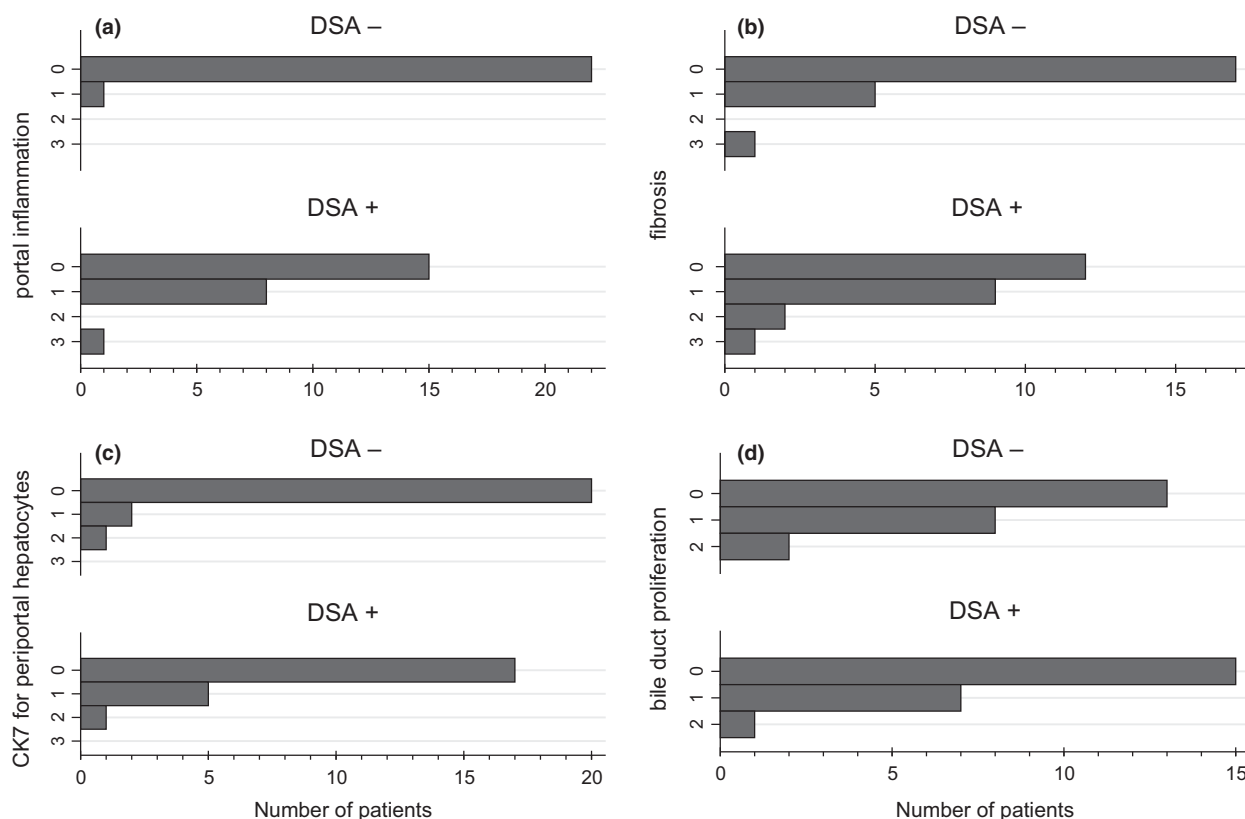 (a)
DSA –
portal inflammation
0
1
2
3
DSA +
0
1
2
3
0 5 10 15 20
(b)
DSA –
fibrosis
0
1
2
3
DSA +
0
1
2
3
0 5 10 15
(c)
DSA –
CK7 for periportal hepatocytes
0
1
2
3
DSA +
0
1
2
3
0 5 10 15 20
Number of patients
(d)
DSA –
bile duct proliferation
0
1
2
DSA +
0
1
2
0 5 10 15
Number of patients